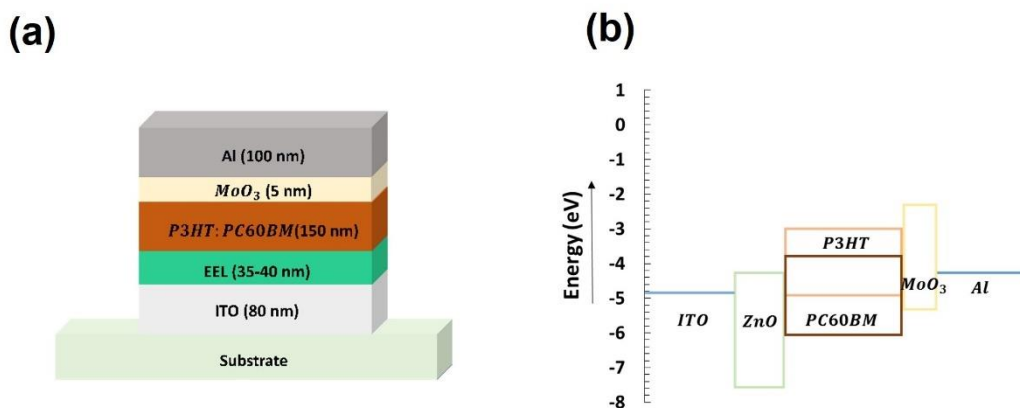 (a)
Al (100 nm)
MoO₃ (5 nm)
P3HT: PC60BM(150 nm)
EEL (35-40 nm)
ITO (80 nm)
Substrate
(b)
Energy (eV)
1
0
-1
-2
-3
-4
-5
-6
-7
-8
ITO
ZnO
P3HT
PC60BM
MoO₃
Al